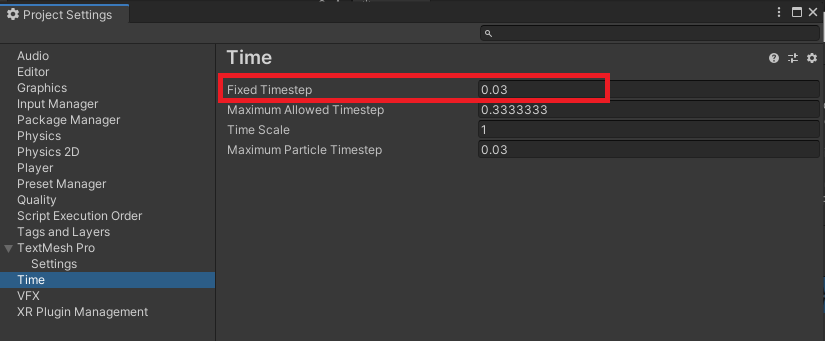 Project Settings
Audio
Editor
Graphics
Input Manager
Package Manager
Physics
Physics 2D
Player
Preset Manager
Quality
Script Execution Order
Tags and Layers
TextMesh Pro
Settings
Time
VFX
XR Plugin Management
Time
Fixed Timestep 0.03
Maximum Allowed Timestep 0.3333333
Time Scale 1
Maximum Particle Timestep 0.03